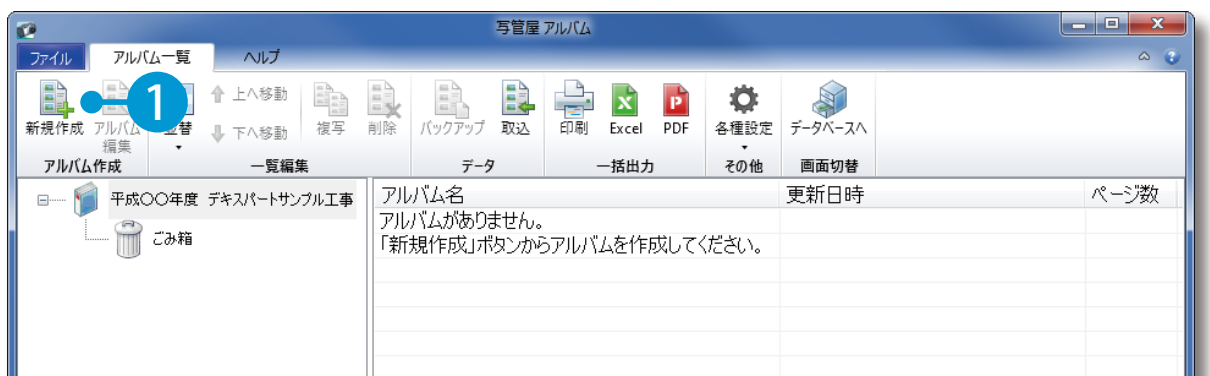 写管屋 アルバム
ファイル アルバム一覧 ヘルプ
新規作成 アルバム編集 1 並替 上へ移動 下へ移動 複写 削除 バックアップ 取込 印刷 Excel PDF 各種設定 データベースへ
アルバム作成 一覧編集 データ 一括出力 その他 画面切替
平成〇〇年度 デキスパートサンプル工事
ごみ箱
アルバム名 更新日時 ページ数
アルバムがありません。
「新規作成」ボタンからアルバムを作成してください。